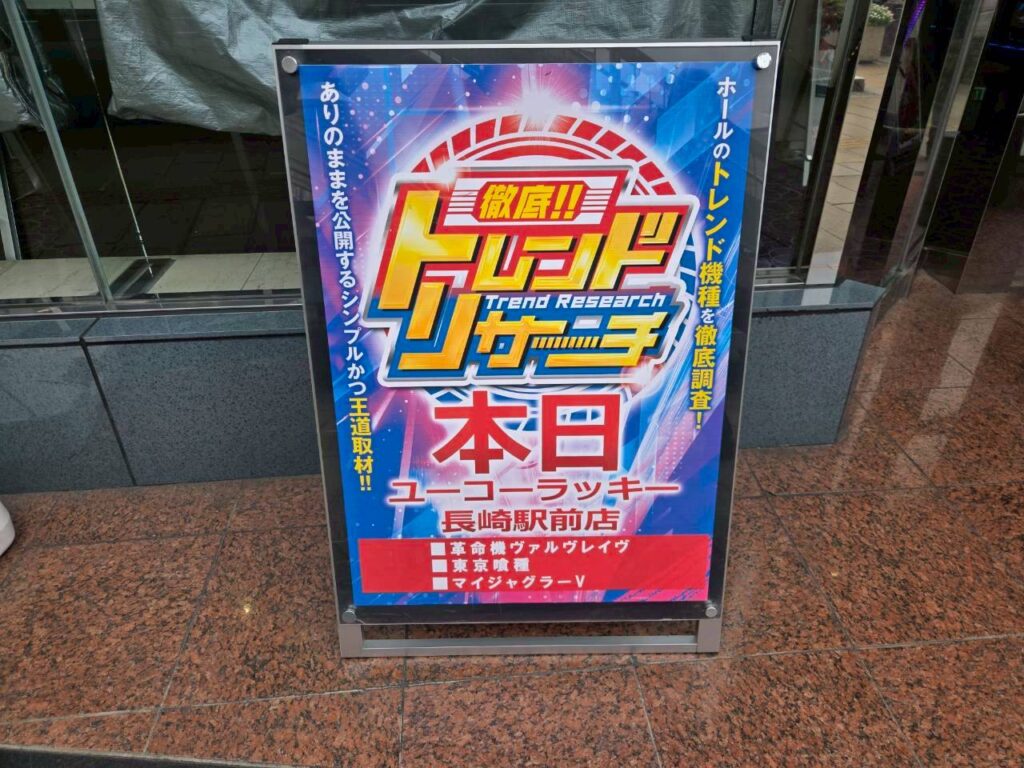 ホールのトレンド機種を徹底調査!
徹底!!
トレンド
Trend Research
リサーチ
ありのままを公開するシンプルかつ王道取材!!
本日
ユーコーラッキー
長崎駅前店
■革命機ヴァルヴレイヴ
■東京喰種
■マイジャグラーV